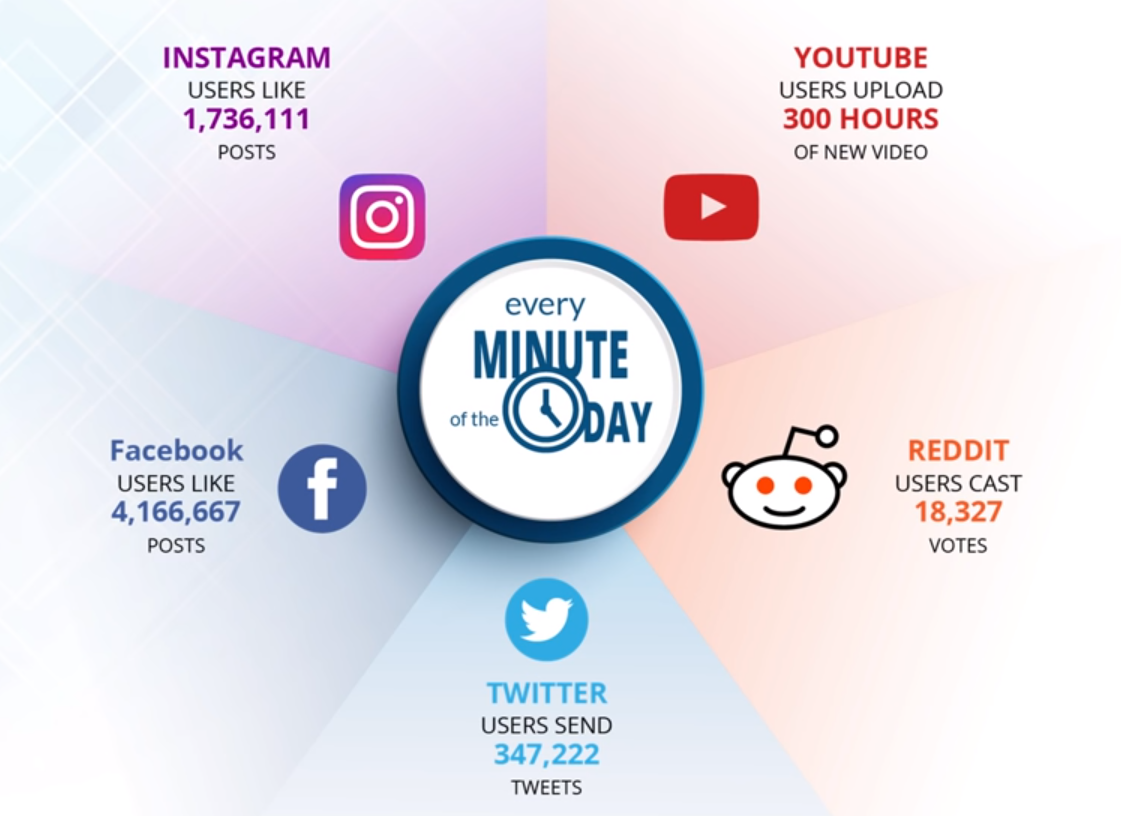 INSTAGRAM
USERS LIKE
1,736,111
POSTS
YOUTUBE
USERS UPLOAD
300 HOURS
OF NEW VIDEO
every
MINUTE
of the DAY
Facebook
USERS LIKE
4,166,667
POSTS
REDDIT
USERS CAST
18,327
VOTES
TWITTER
USERS SEND
347,222
TWEETS